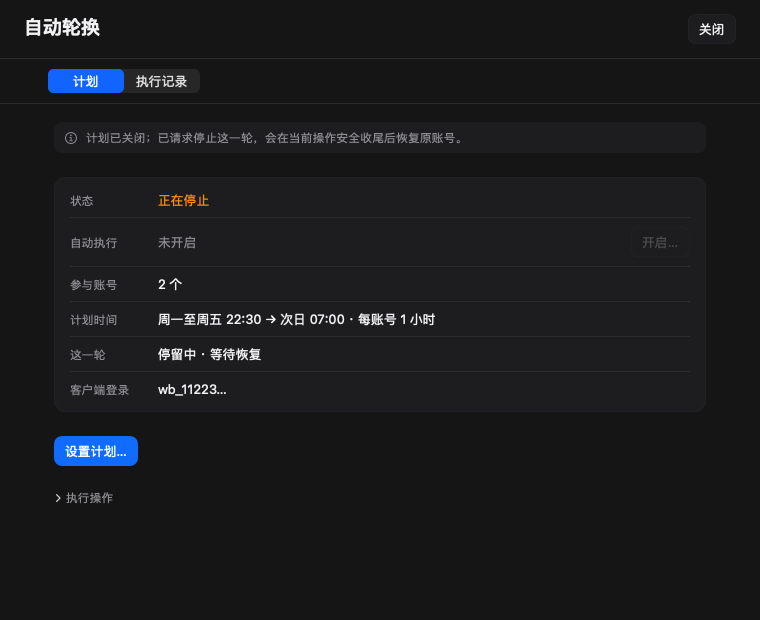 自动轮换
关闭
计划
执行记录
计划已关闭；已请求停止这一轮，会在当前操作安全收尾后恢复原账号。
状态 正在停止
自动执行 未开启 开启...
参与账号 2 个
计划时间 周一至周五 22:30 → 次日 07:00 · 每账号 1 小时
这一轮 停留中 · 等待恢复
客户端登录 wb_11223...
设置计划...
执行操作